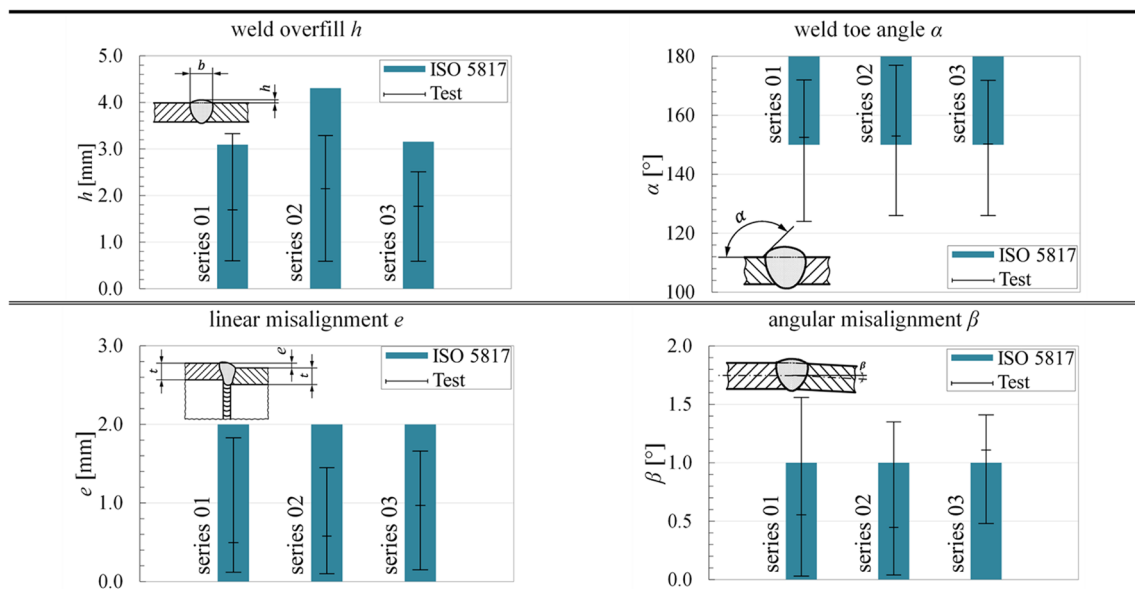 weld overfill h
5.0
4.0
3.0
2.0
1.0
0.0
h [mm]
b
h
ISO 5817
Test
series 01
series 02
series 03
weld toe angle α
180
160
140
120
100
α [°]
series 01
series 02
series 03
α
ISO 5817
Test
linear misalignment e
3.0
2.0
1.0
0.0
e [mm]
t
e
t
ISO 5817
Test
series 01
series 02
series 03
angular misalignment β
2.0
1.5
1.0
0.5
0.0
β [°]
β
ISO 5817
Test
series 01
series 02
series 03